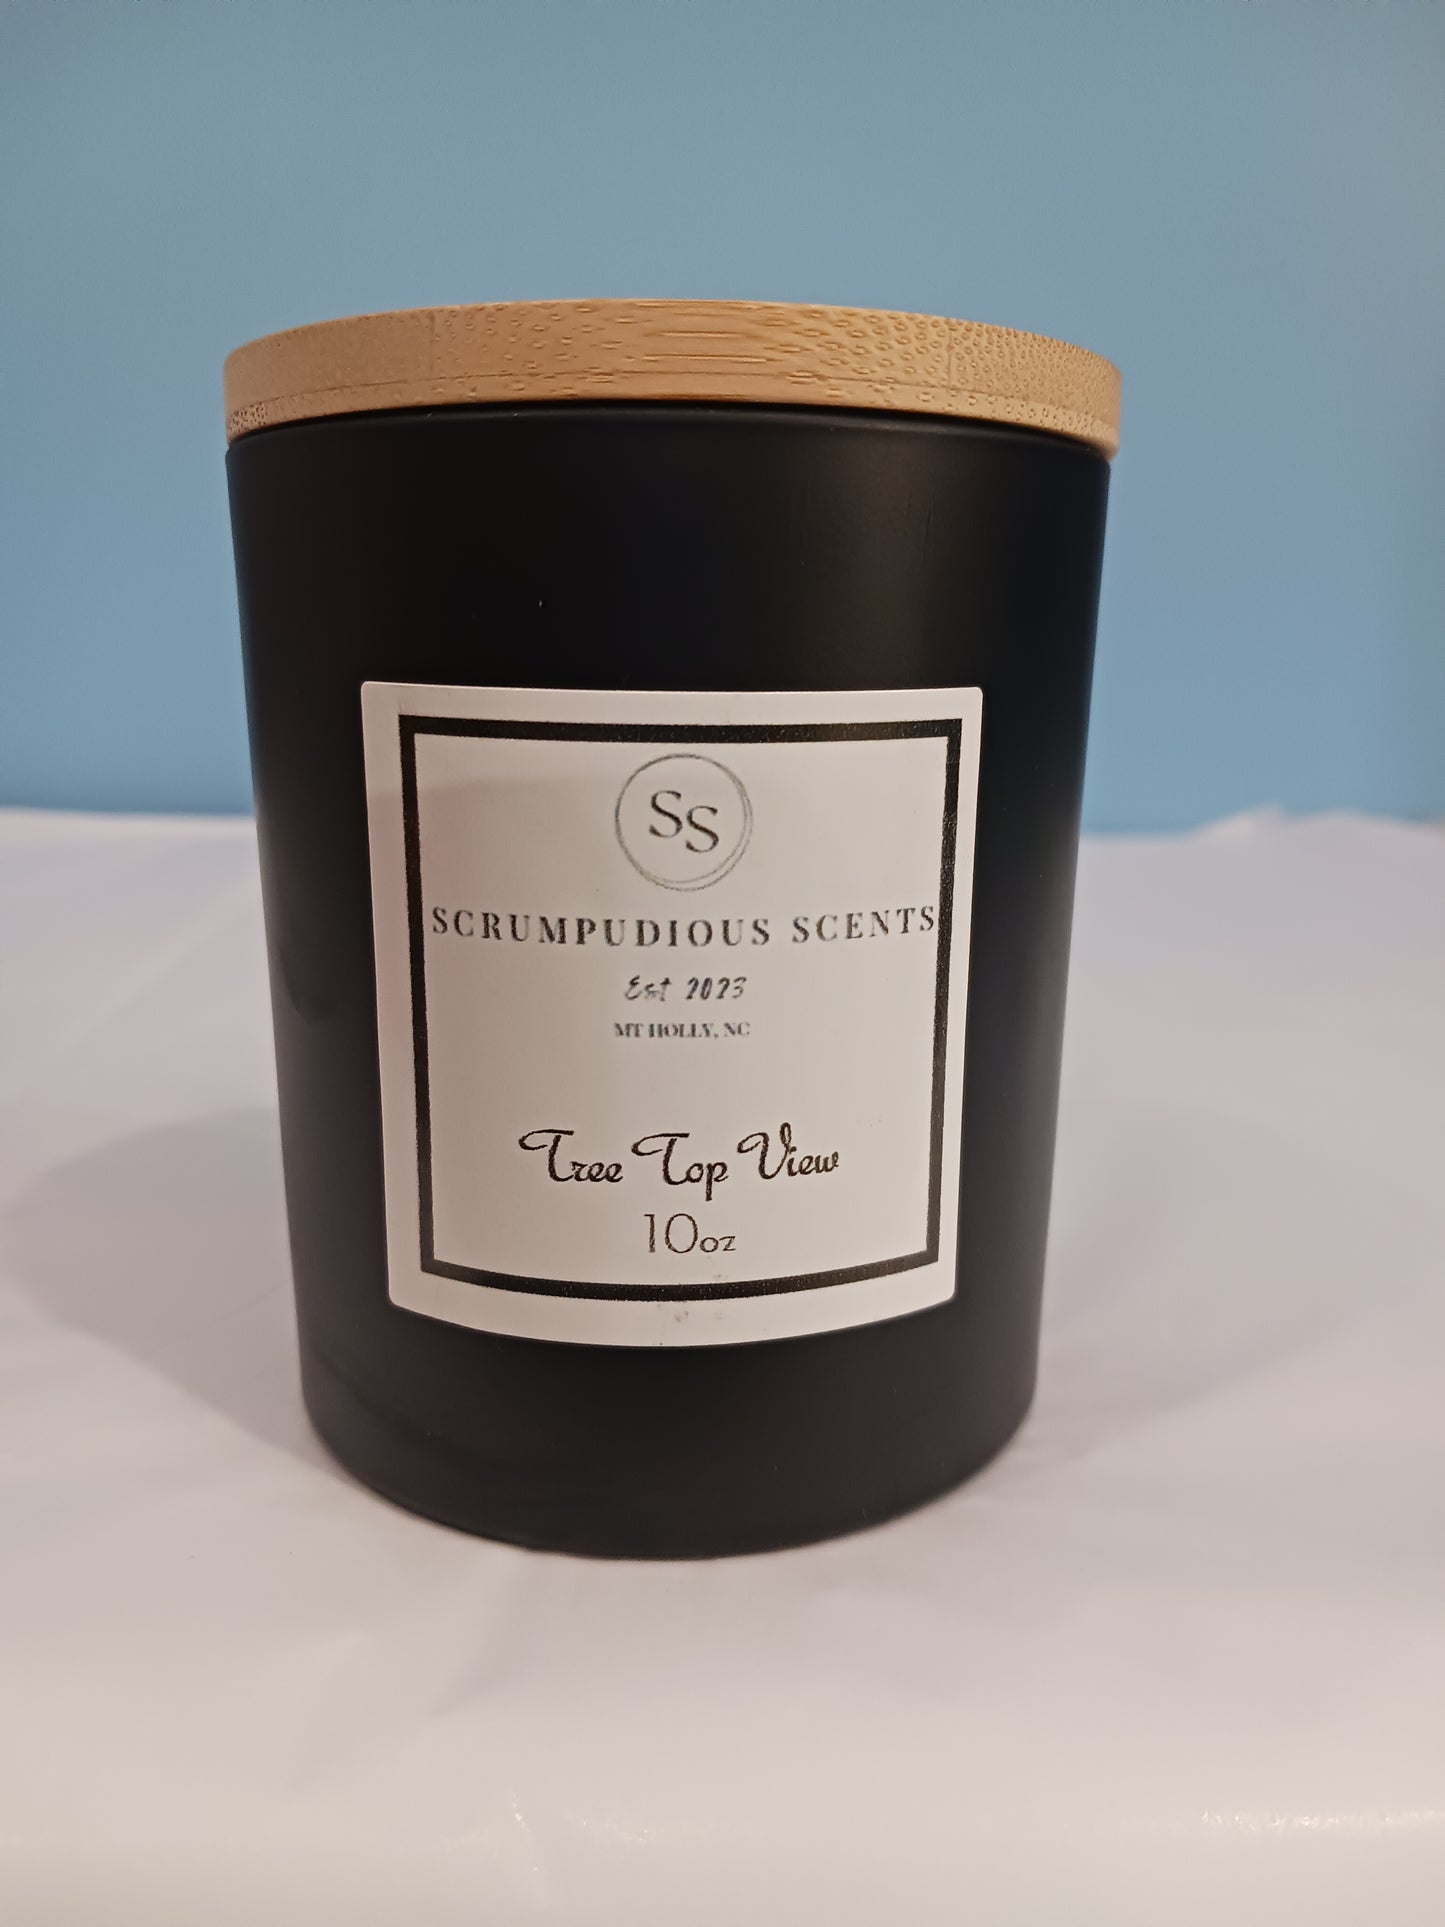 SS
SCRUMPUDIOUS SCENTS
Est 2023
MT HOLLY, NC
Tree Top View
10oz